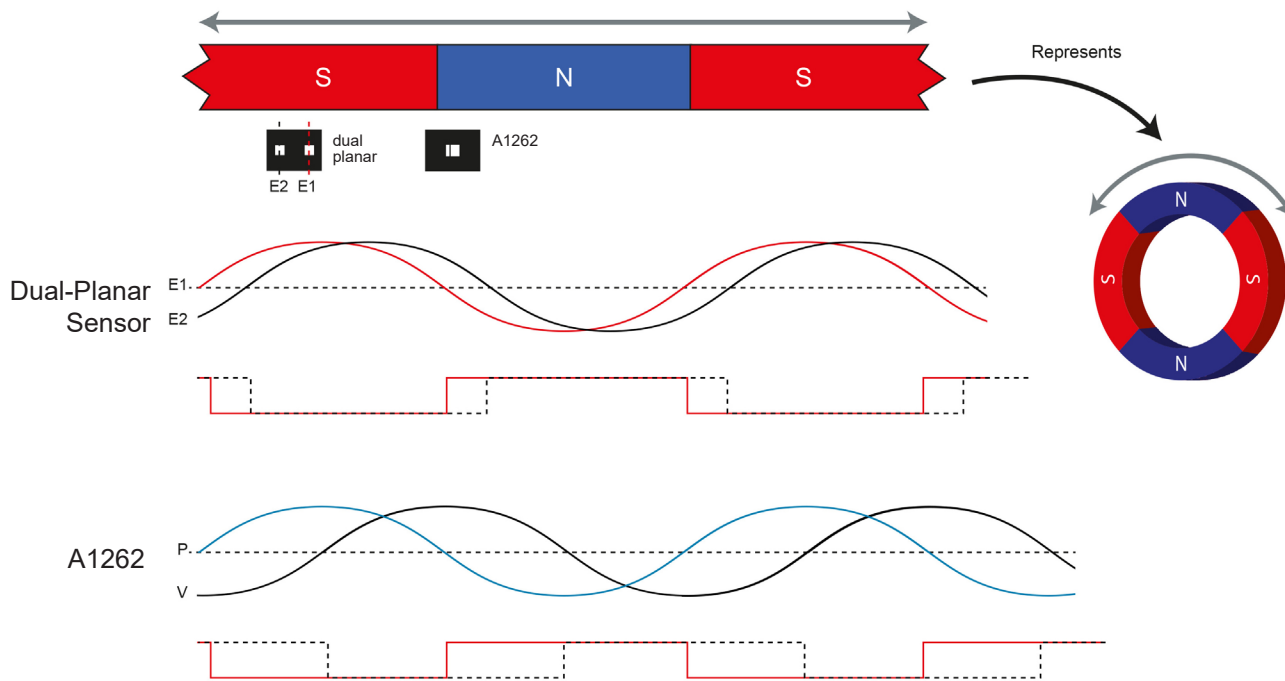 S N S
Represents
dual
planar
A1262
E2 E1
N
S S
N
Dual-Planar
Sensor
E1
E2
A1262
P
V